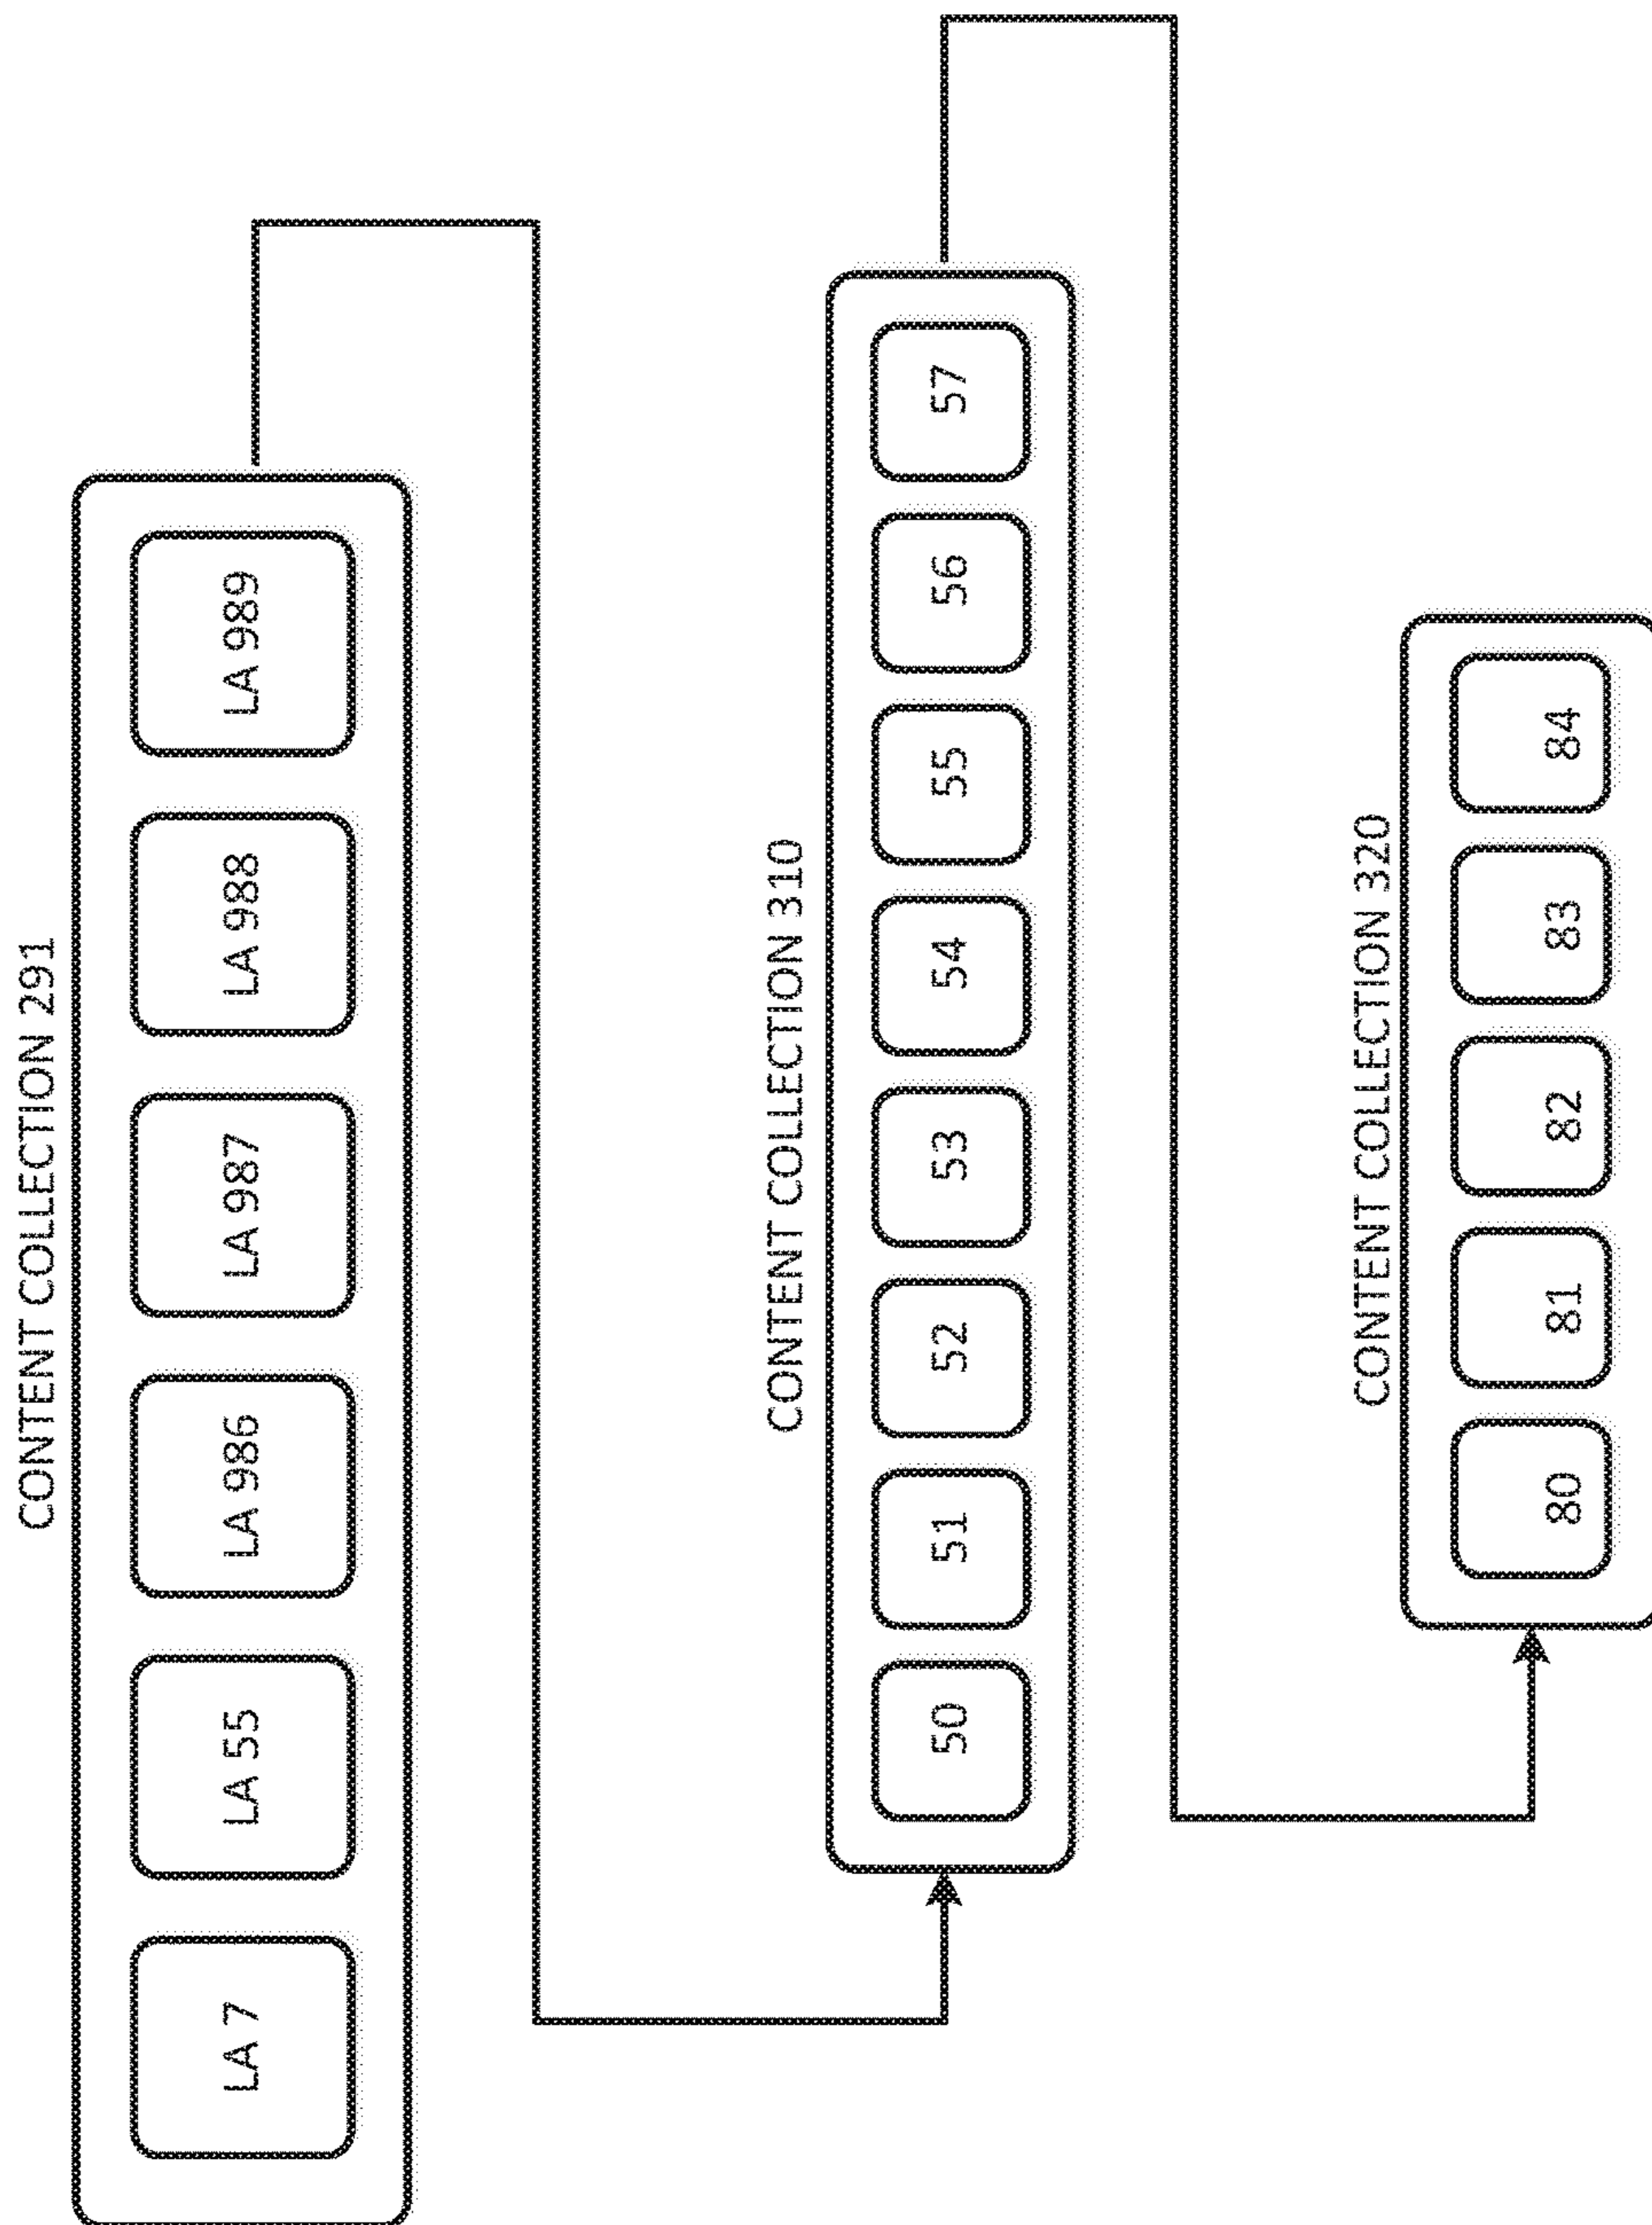 CONTENT COLLECTION 291
LA 7
LA 55
LA 986
LA 987
LA 988
LA 989
CONTENT COLLECTION 310
50
51
52
53
54
55
56
57
CONTENT COLLECTION 320
80
81
82
83
84